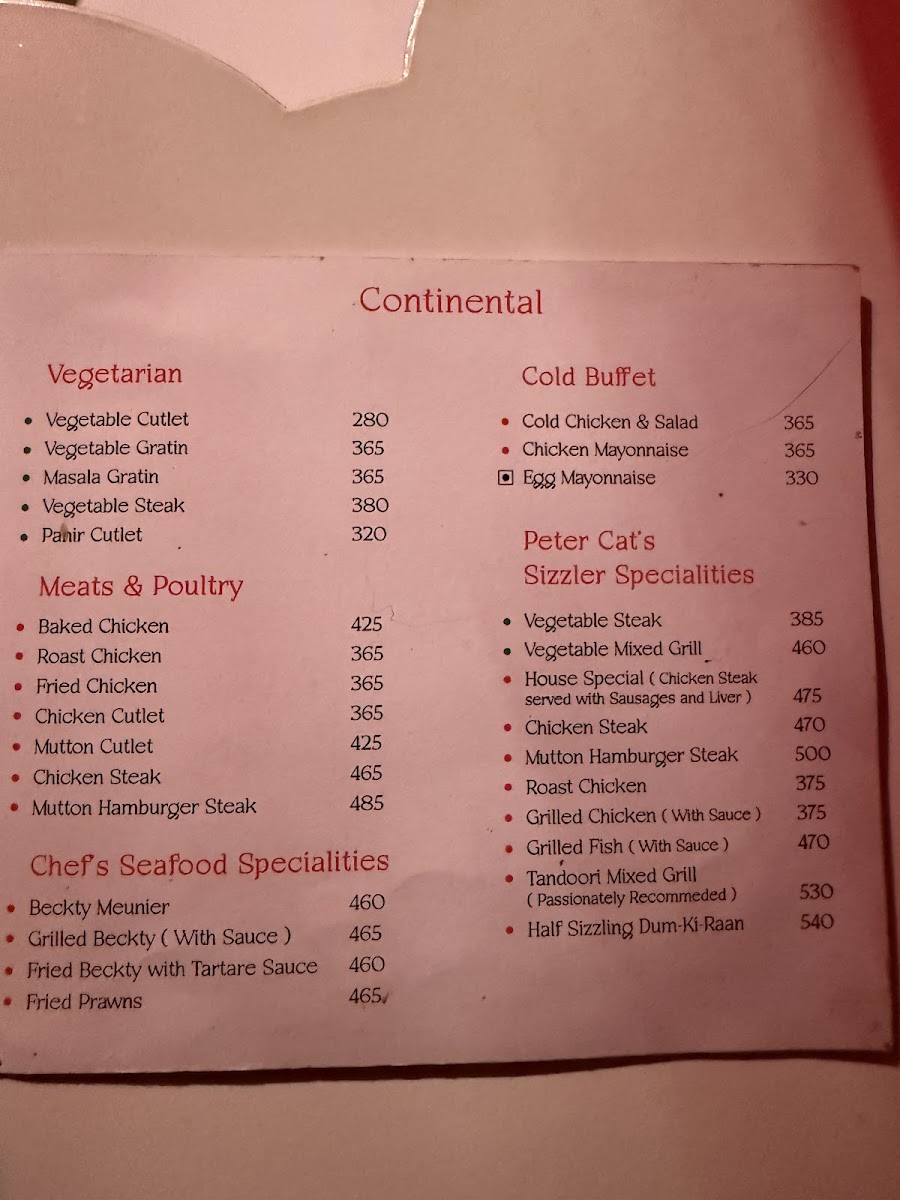 Continental
Vegetarian
Vegetable Cutlet 280
Vegetable Gratin 365
Masala Gratin 365
Vegetable Steak 380
Panir Cutlet 320
Meats & Poultry
Baked Chicken 425
Roast Chicken 365
Fried Chicken 365
Chicken Cutlet 365
Mutton Cutlet 425
Chicken Steak 465
Mutton Hamburger Steak 485
Chef's Seafood Specialities
Beckty Meunier 460
Grilled Beckty ( With Sauce ) 465
Fried Beckty with Tartare Sauce 460
Fried Prawns 465
Cold Buffet
Cold Chicken & Salad 365
Chicken Mayonnaise 365
Egg Mayonnaise 330
Peter Cat's
Sizzler Specialities
Vegetable Steak 385
Vegetable Mixed Grill 460
House Special ( Chicken Steak
served with Sausages and Liver ) 475
Chicken Steak 470
Mutton Hamburger Steak 500
Roast Chicken 375
Grilled Chicken ( With Sauce ) 375
Grilled Fish ( With Sauce ) 470
Tandoori Mixed Grill
( Passionately Recommeded ) 530
Half Sizzling Dum-Ki-Raan 540